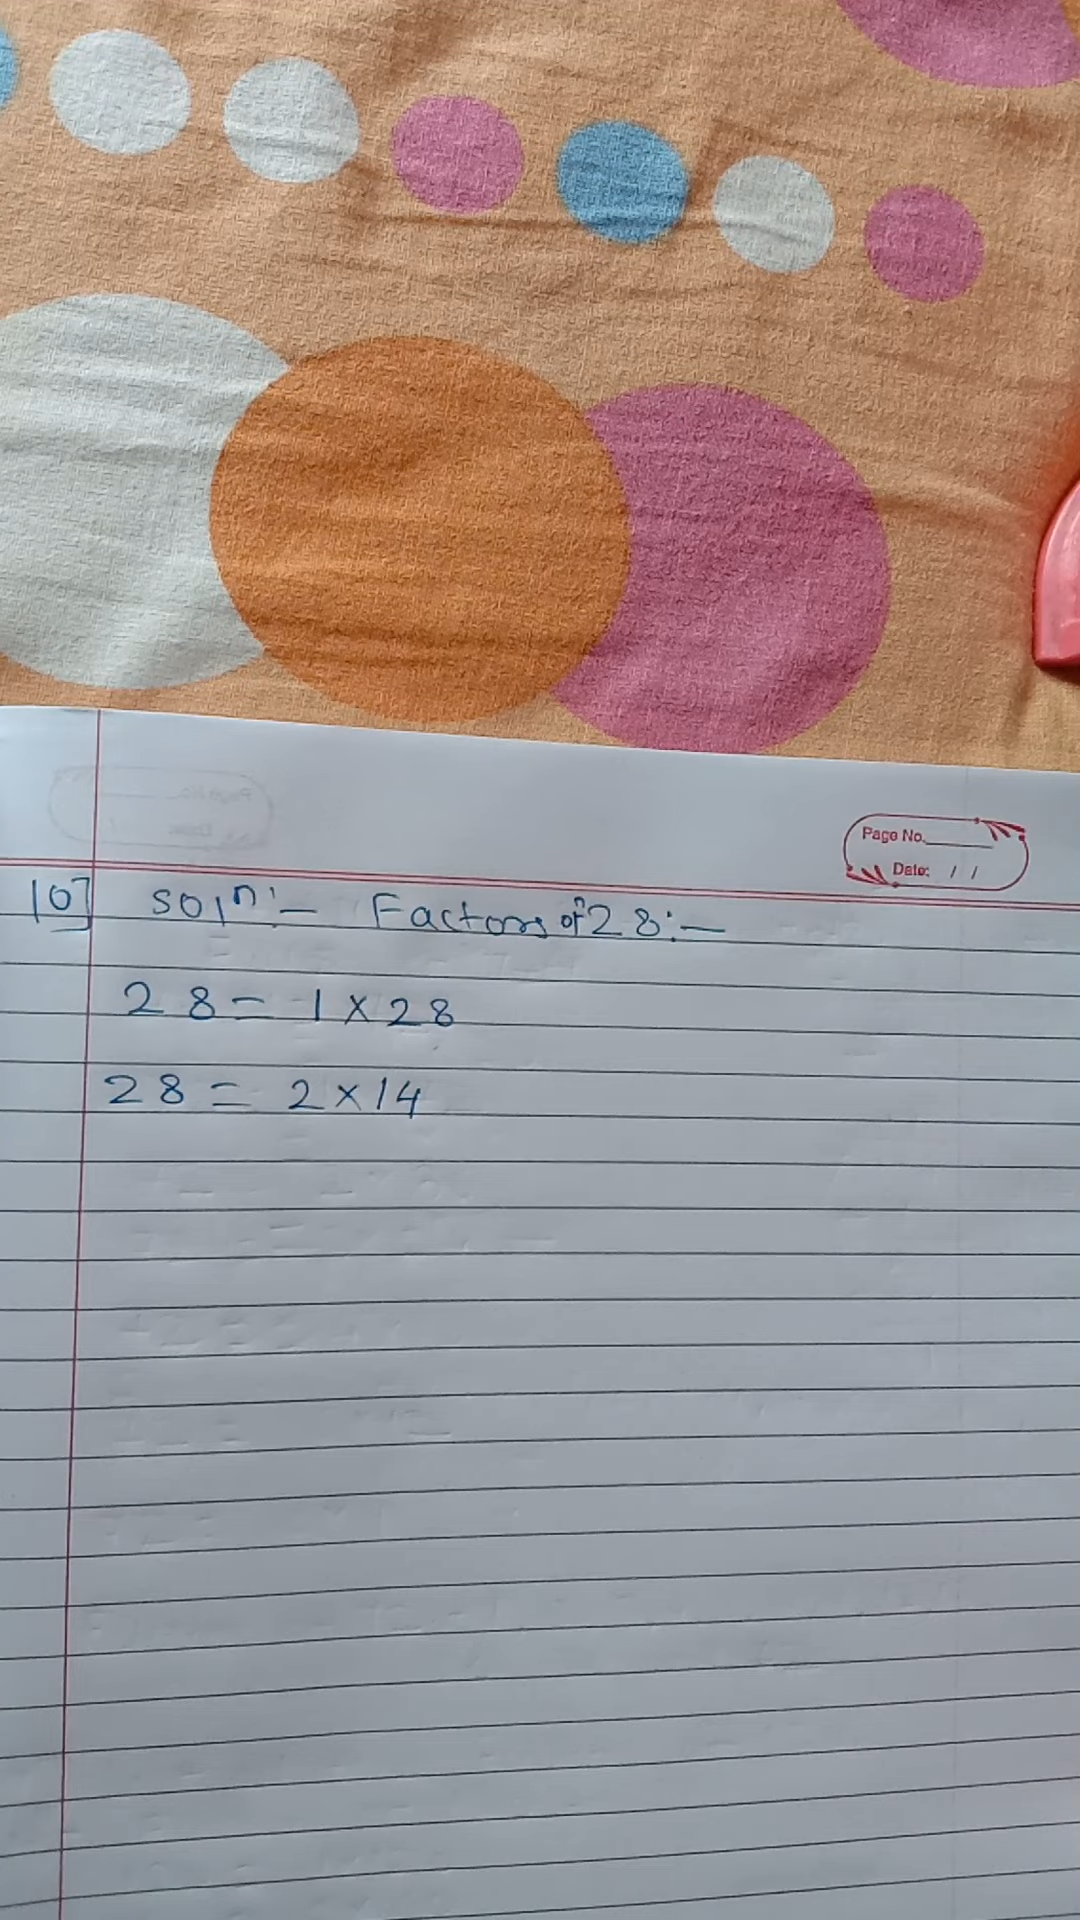 Page No.
Date: / /
10] soln:- Factors of 28:-
28 = 1 × 28
28 = 2 × 14